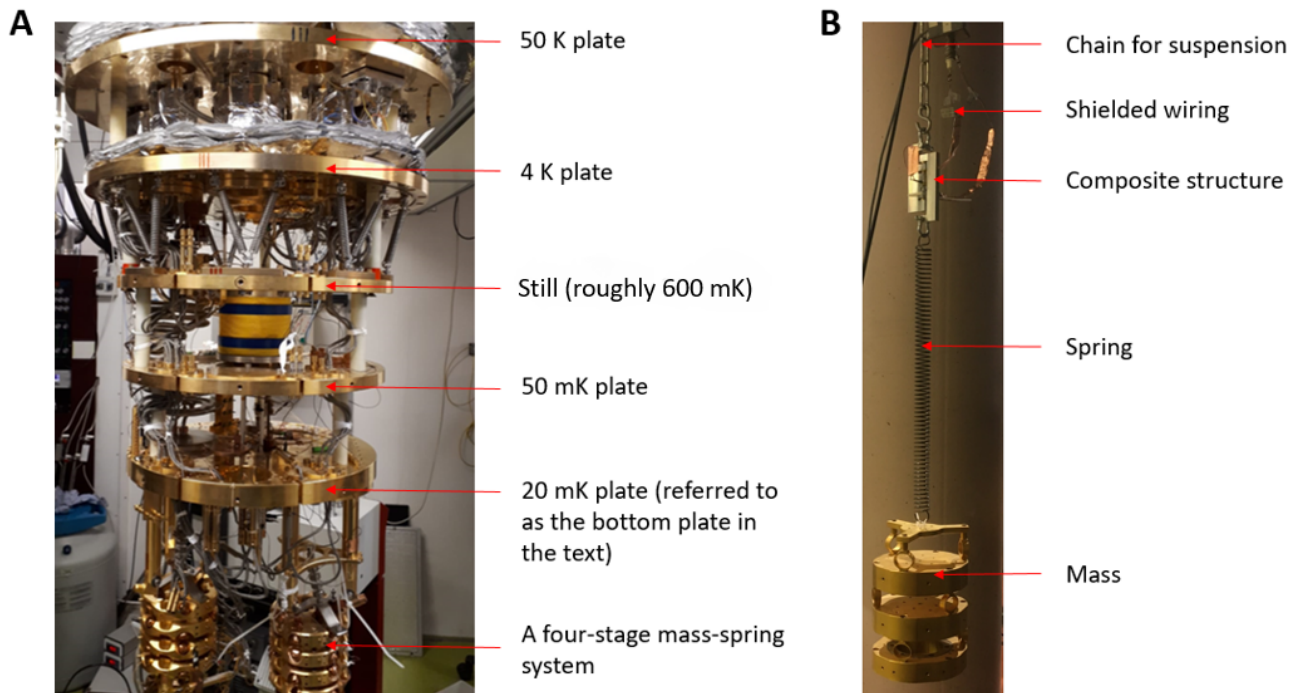 A
50 K plate
4 K plate
Still (roughly 600 mK)
50 mK plate
20 mK plate (referred to
as the bottom plate in
the text)
A four-stage mass-spring
system
B
Chain for suspension
Shielded wiring
Composite structure
Spring
Mass